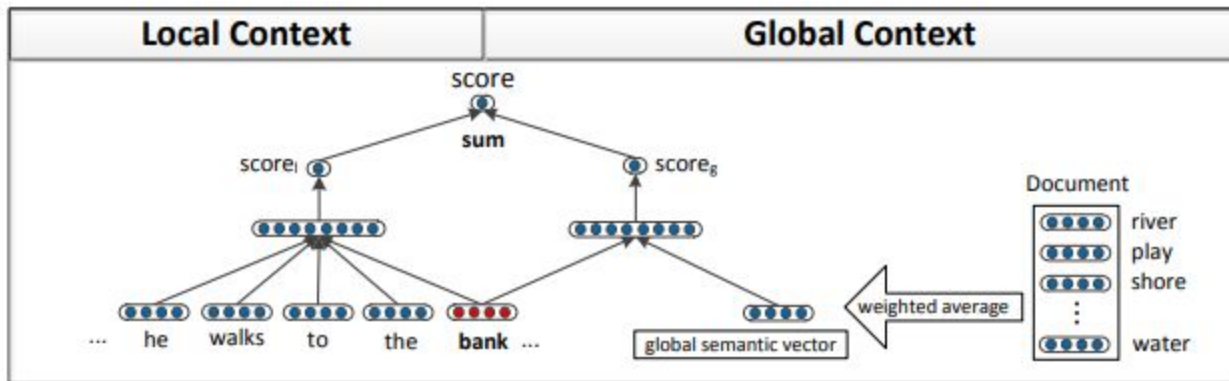 Local Context
Global Context
score
sum
scoreₗ
score_g
Document
river
play
shore
⋮
water
weighted average
... he walks to the bank ...
global semantic vector